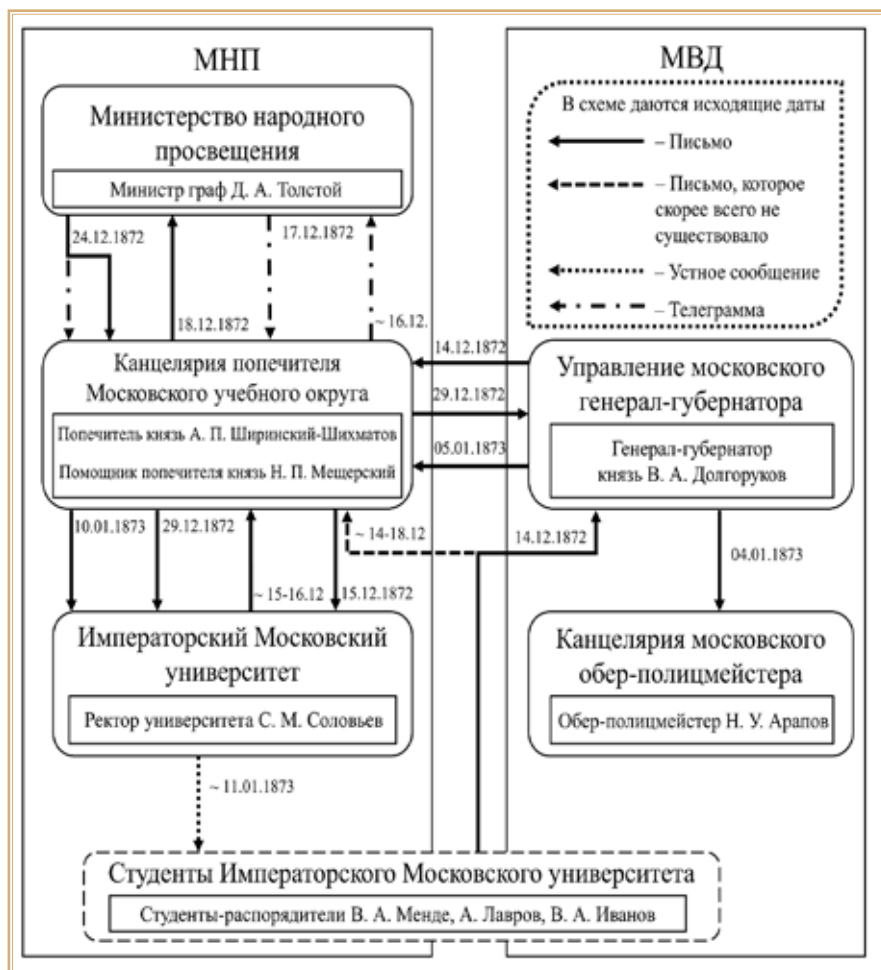 МНП
МВД
Министерство народного
просвещения
Министр граф Д. А. Толстой
В схеме даются исходящие даты
– Письмо
– Письмо, которое
скорее всего не
существовало
– Устное сообщение
– Телеграмма
24.12.1872
17.12.1872
18.12.1872
~ 16.12.
14.12.1872
29.12.1872
05.01.1873
Канцелярия попечителя
Московского учебного округа
Попечитель князь А. П. Ширинский-Шихматов
Помощник попечителя князь Н. П. Мещерский
Управление московского
генерал-губернатора
Генерал-губернатор
князь В. А. Долгоруков
10.01.1873
29.12.1872
~ 15-16.12
15.12.1872
~ 14-18.12
14.12.1872
04.01.1873
Императорский Московский
университет
Ректор университета С. М. Соловьев
Канцелярия московского
обер-полицмейстера
Обер-полицмейстер Н. У. Арапов
~ 11.01.1873
Студенты Императорского Московского университета
Студенты-распорядители В. А. Менде, А. Лавров, В. А. Иванов